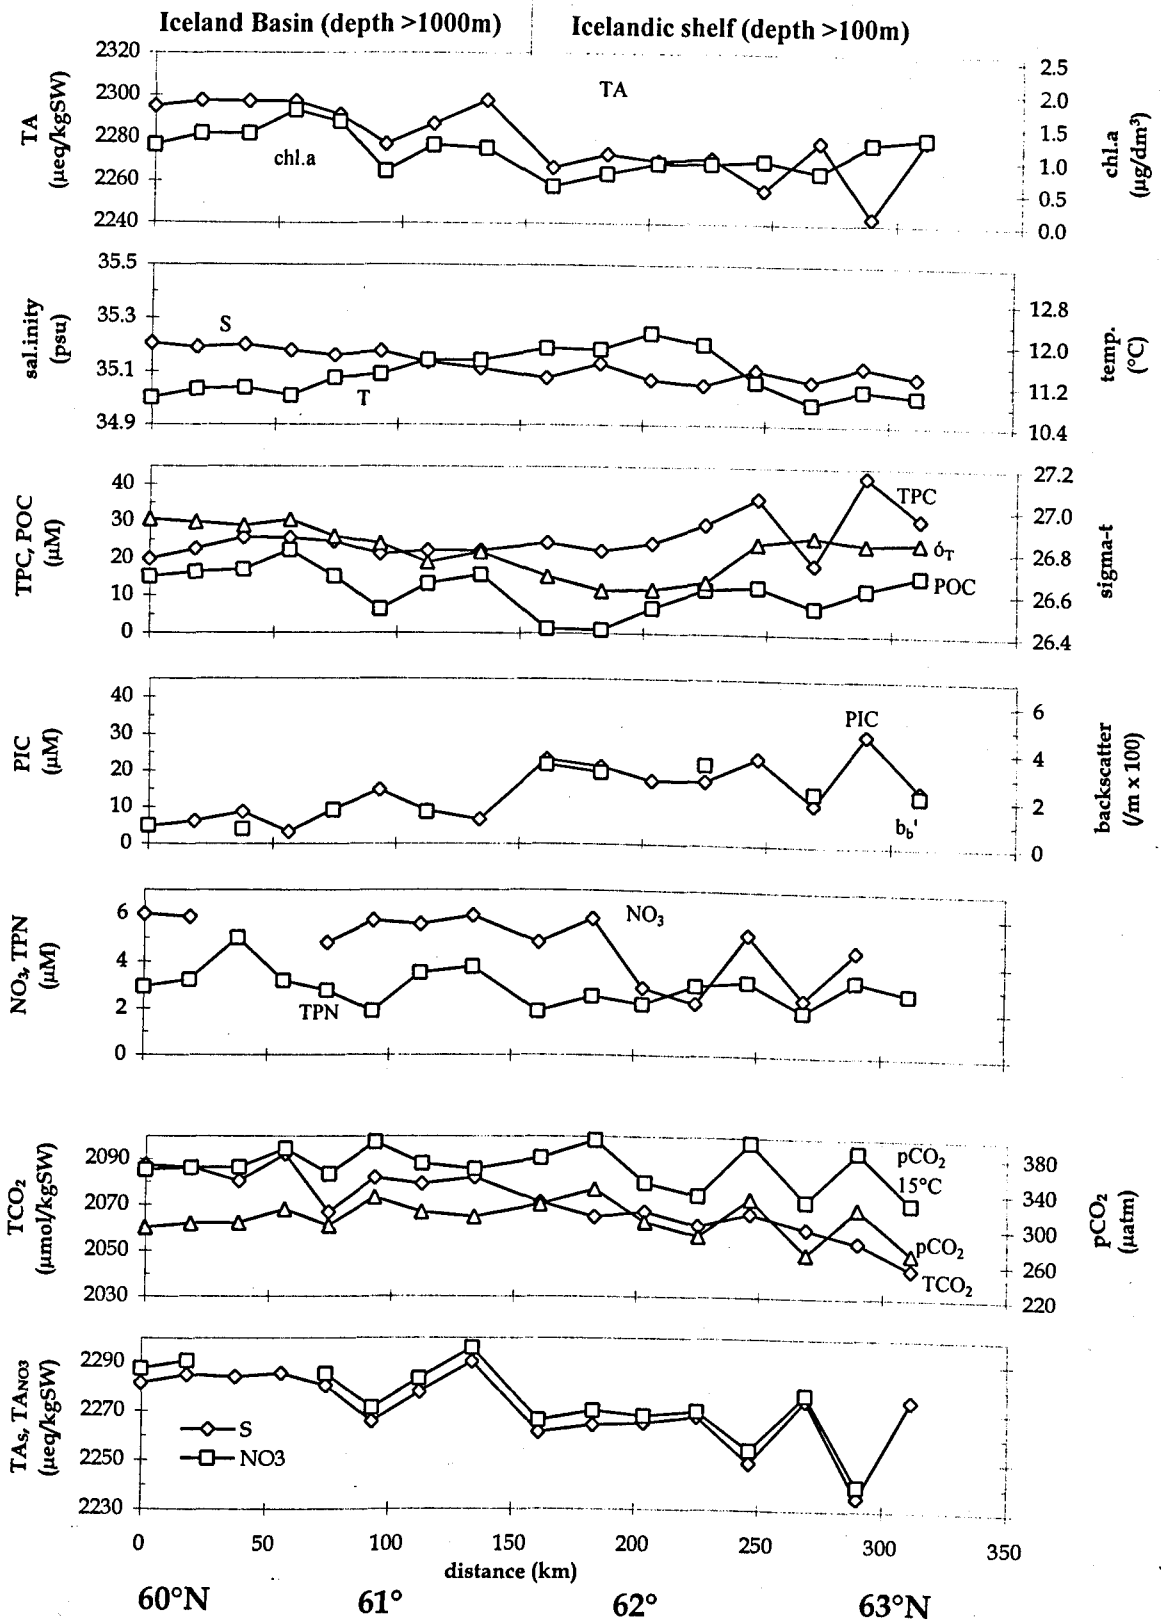 Iceland Basin (depth >1000m)
Icelandic shelf (depth >100m)
2320
2300
2280
2260
2240
TA
(µeq/kgSW)
TA
chl.a
2.5
2.0
1.5
1.0
0.5
0.0
chl.a
(µg/dm³)
35.5
35.3
35.1
34.9
sal.inity
(psu)
S
T
12.8
12.0
11.2
10.4
temp.
(°C)
40
30
20
10
0
TPC, POC
(µM)
TPC
óT
POC
27.2
27.0
26.8
26.6
26.4
sigma-t
40
30
20
10
0
PIC
(µM)
PIC
bb'
6
4
2
0
backscatter
(/m x 100)
6
4
2
0
NO3, TPN
(µM)
NO3
TPN
2090
2070
2050
2030
TCO2
(µmol/kgSW)
pCO2
15°C
pCO2
TCO2
380
340
300
260
220
pCO2
(µatm)
2290
2270
2250
2230
TAs, TANO3
(µeq/kgSW)
S
NO3
0 50 100 150 200 250 300 350
distance (km)
60°N 61° 62° 63°N